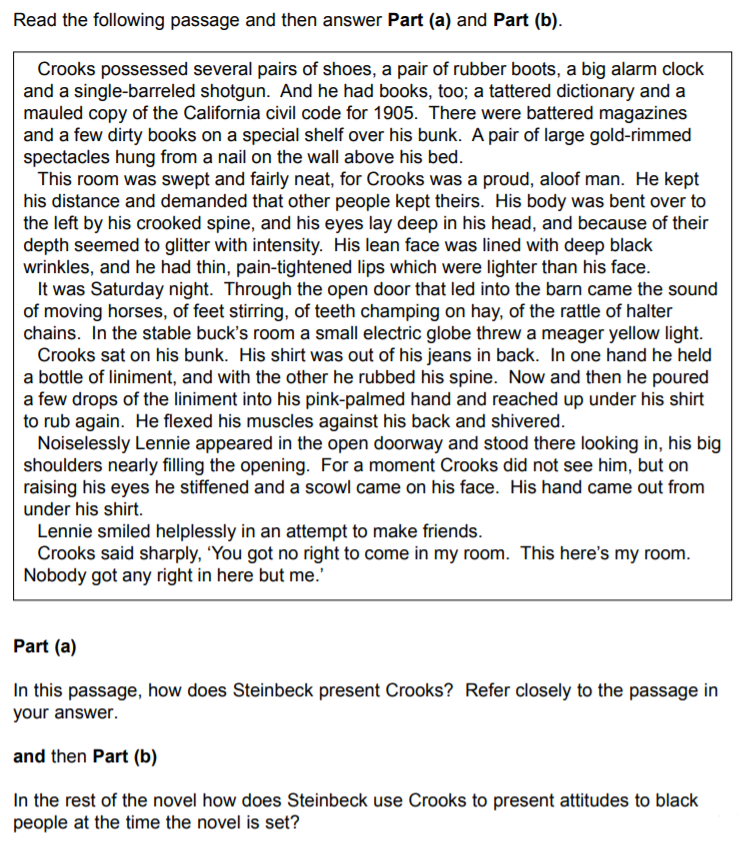 Read the following passage and then answer Part (a) and Part (b).
Crooks possessed several pairs of shoes, a pair of rubber boots, a big alarm clock
and a single-barreled shotgun.  And he had books, too; a tattered dictionary and a
mauled copy of the California civil code for 1905.  There were battered magazines
and a few dirty books on a special shelf over his bunk.  A pair of large gold-rimmed
spectacles hung from a nail on the wall above his bed.
This room was swept and fairly neat, for Crooks was a proud, aloof man.  He kept
his distance and demanded that other people kept theirs.  His body was bent over to
the left by his crooked spine, and his eyes lay deep in his head, and because of their
depth seemed to glitter with intensity.  His lean face was lined with deep black
wrinkles, and he had thin, pain-tightened lips which were lighter than his face.
It was Saturday night.  Through the open door that led into the barn came the sound
of moving horses, of feet stirring, of teeth champing on hay, of the rattle of halter
chains.  In the stable buck's room a small electric globe threw a meager yellow light.
Crooks sat on his bunk.  His shirt was out of his jeans in back.  In one hand he held
a bottle of liniment, and with the other he rubbed his spine.  Now and then he poured
a few drops of the liniment into his pink-palmed hand and reached up under his shirt
to rub again.  He flexed his muscles against his back and shivered.
Noiselessly Lennie appeared in the open doorway and stood there looking in, his big
shoulders nearly filling the opening.  For a moment Crooks did not see him, but on
raising his eyes he stiffened and a scowl came on his face.  His hand came out from
under his shirt.
Lennie smiled helplessly in an attempt to make friends.
Crooks said sharply, 'You got no right to come in my room.  This here's my room.
Nobody got any right in here but me.'
Part (a)
In this passage, how does Steinbeck present Crooks?  Refer closely to the passage in
your answer.
and then Part (b)
In the rest of the novel how does Steinbeck use Crooks to present attitudes to black
people at the time the novel is set?